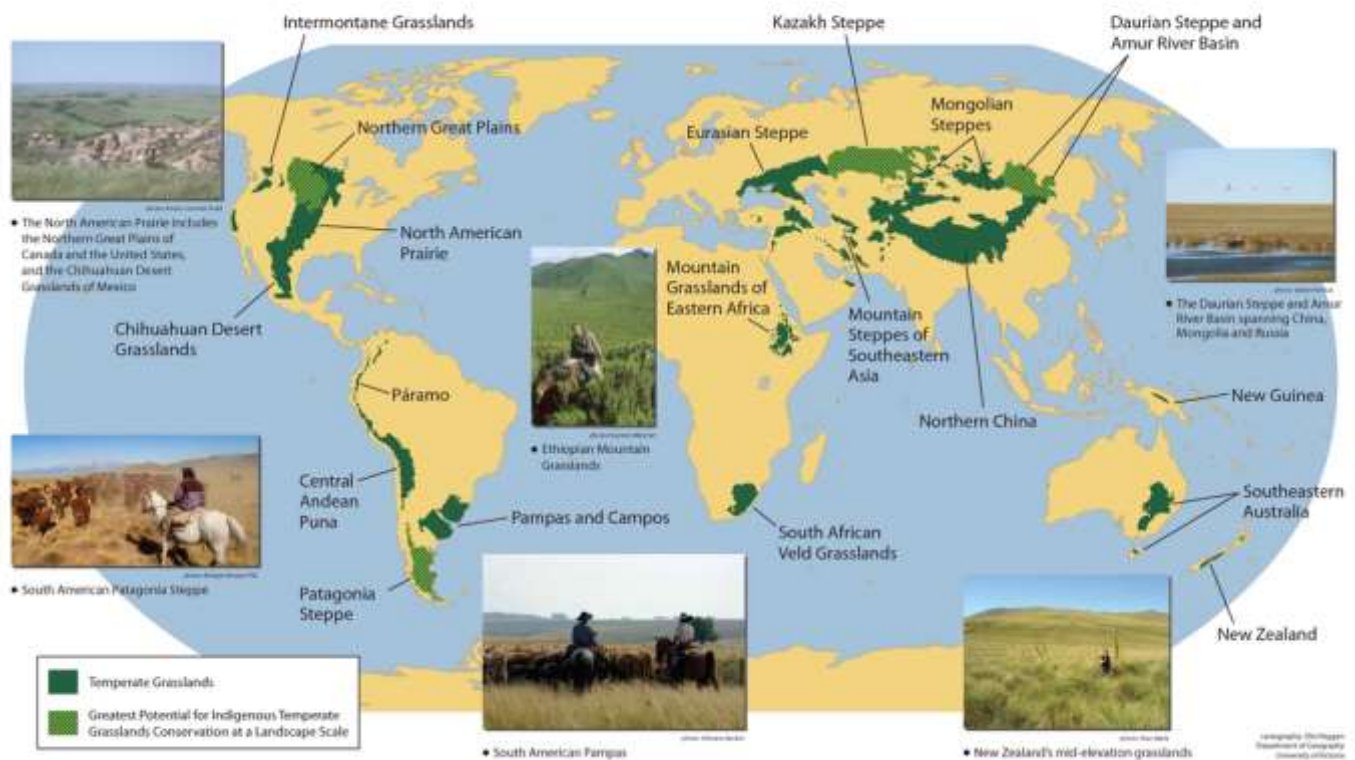 Intermontane Grasslands
Kazakh Steppe
Daurian Steppe and
Amur River Basin
Northern Great Plains
Eurasian Steppe
Mongolian
Steppes
• The North American Prairie includes
the Northern Great Plains of
Canada and the United States,
and the Chihuahuan Desert
Grasslands of Mexico
North American
Prairie
Mountain
Grasslands of
Eastern Africa
Mountain
Steppes of
Southeastern
Asia
• The Daurian Steppe and Amur
River Basin spanning China,
Mongolia and Russia
Chihuahuan Desert
Grasslands
Páramo
New Guinea
Northern China
• Ethiopian Mountain
Grasslands
Central
Andean
Puna
Pampas and Campos
South African
Veld Grasslands
Southeastern
Australia
• South American Patagonia Steppe
Patagonia
Steppe
New Zealand
Temperate Grasslands
Greatest Potential for Indigenous Temperate
Grasslands Conservation at a Landscape Scale
• South American Pampas
• New Zealand's mid-elevation grasslands
Department of Geography
University of Victoria